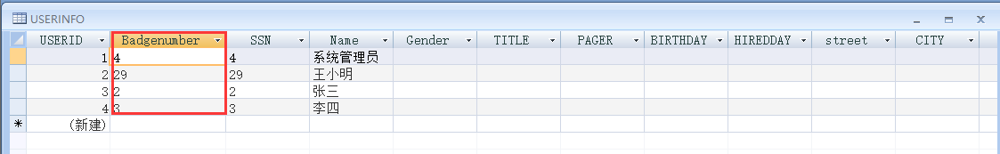 USERINFO
USERID Badgenumber SSN Name Gender TITLE PAGER BIRTHDAY HIREDDAY street CITY
1 4 4 系统管理员
2 29 29 王小明
3 2 2 张三
4 3 3 李四
* (新建)